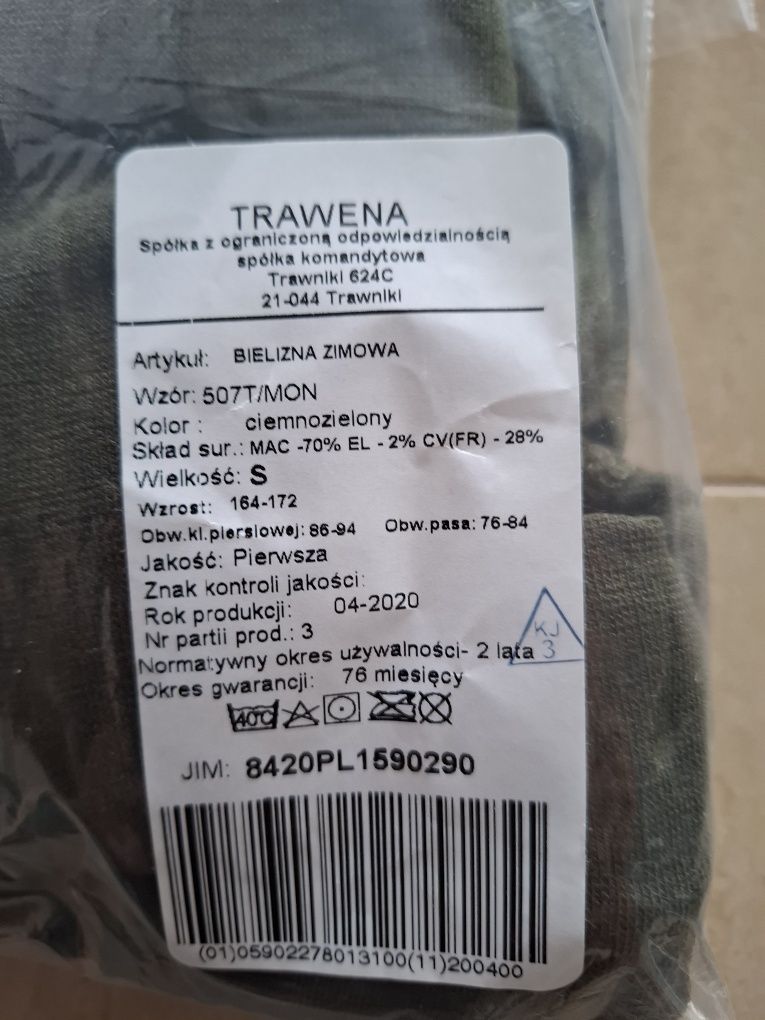 TRAWENA
Spółka z ograniczoną odpowiedzialnością
spółka komandytowa
Trawniki 624C
21-044 Trawniki
Artykuł: BIELIZNA ZIMOWA
Wzór: 507T/MON
Kolor : ciemnozielony
Skład sur.: MAC -70% EL - 2% CV(FR) - 28%
Wielkość: S
Wzrost: 164-172
Obw.kl.piersiowej: 86-94 Obw.pasa: 76-84
Jakość: Pierwsza
Znak kontroli jakości:
Rok produkcji: 04-2020
Nr partii prod.: 3
KJ
3
Normatywny okres używalności- 2 lata
Okres gwarancji: 76 miesięcy
40°C
JIM: 8420PL1590290
(01)05902278013100(11)200400